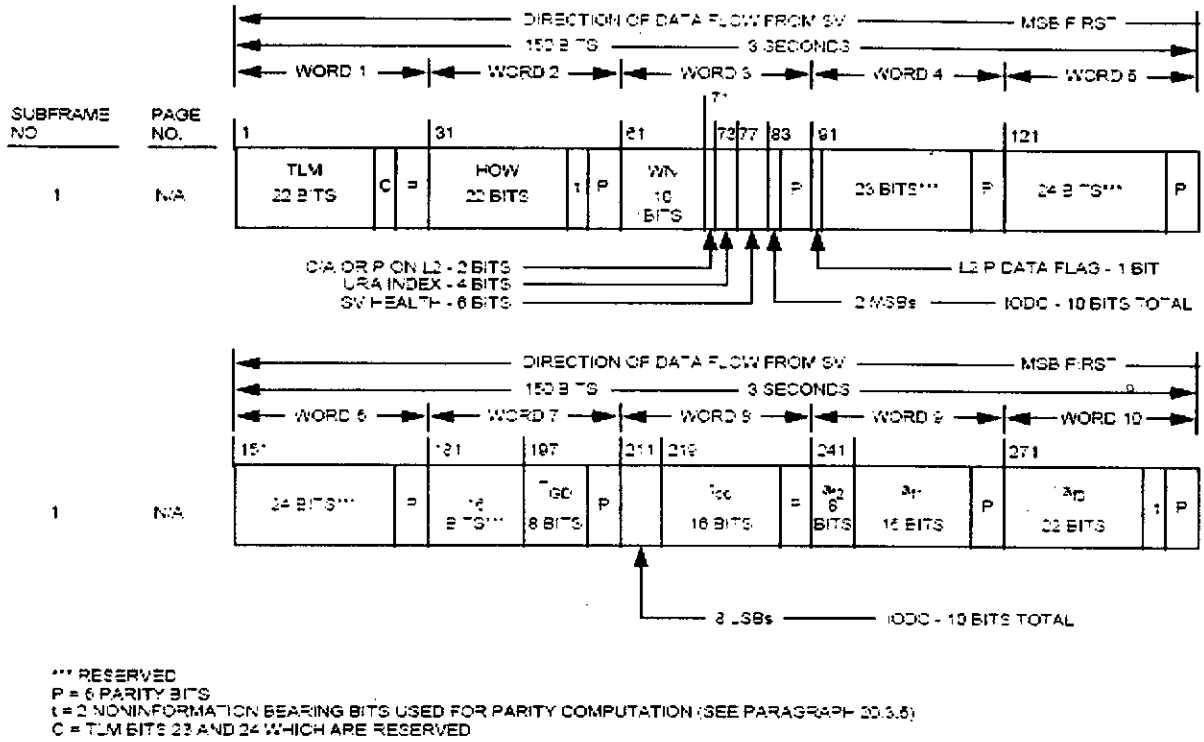 DIRECTION OF DATA FLOW FROM SV MSB FIRST
150 BITS 3 SECONDS
WORD 1 WORD 2 WORD 3 WORD 4 WORD 5
SUBFRAME NO PAGE NO.
1 31 61 71 73 77 83 91 121
1 N/A
TLM 22 BITS C P HOW 22 BITS t P WN 10 BITS P 23 BITS*** P 24 BITS*** P
C/A OR P ON L2 - 2 BITS
URA INDEX - 4 BITS
SV HEALTH - 6 BITS
2 MSBs IODC - 10 BITS TOTAL
L2 P DATA FLAG - 1 BIT
DIRECTION OF DATA FLOW FROM SV MSB FIRST
150 BITS 3 SECONDS
WORD 6 WORD 7 WORD 8 WORD 9 WORD 10
151 181 197 211 219 241 271
1 N/A
24 BITS*** P 16 BITS*** TGD 8 BITS P toc 16 BITS P af2 8 BITS af1 16 BITS P af0 22 BITS t P
8 LSBs IODC - 10 BITS TOTAL
*** RESERVED
P = 6 PARITY BITS
t = 2 NONINFORMATION BEARING BITS USED FOR PARITY COMPUTATION (SEE PARAGRAPH 20.3.5)
C = TLM BITS 23 AND 24 WHICH ARE RESERVED